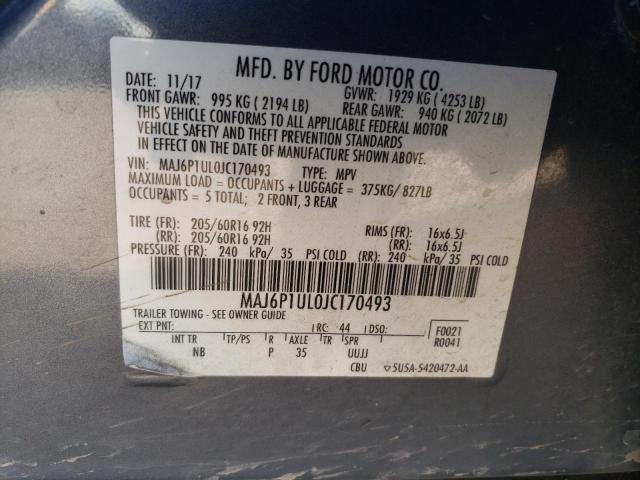 MFD. BY FORD MOTOR CO.
DATE: 11/17 GVWR: 1929 KG ( 4253 LB)
FRONT GAWR: 995 KG ( 2194 LB) REAR GAWR: 940 KG ( 2072 LB)
THIS VEHICLE CONFORMS TO ALL APPLICABLE FEDERAL MOTOR
VEHICLE SAFETY AND THEFT PREVENTION STANDARDS
IN EFFECT ON THE DATE OF MANUFACTURE SHOWN ABOVE.
VIN: MAJ6P1UL0JC170493 TYPE: MPV
MAXIMUM LOAD = OCCUPANTS + LUGGAGE = 375KG/ 827LB
OCCUPANTS = 5 TOTAL; 2 FRONT, 3 REAR
TIRE (FR): 205/60R16 92H RIMS (FR): 16x6.5J
(RR): 205/60R16 92H (RR): 16x6.5J
PRESSURE (FR): 240 kPa/ 35 PSI COLD (RR): 240 kPa/ 35 PSI COLD
MAJ6P1UL0JC170493
TRAILER TOWING - SEE OWNER GUIDE
EXT PNT: RC: 44 DSO: F0021
R0041
INT TR TP/PS R AXLE TR SPR
NB P 35 UUJJ
CBU ▽5U5A-5420472-AA